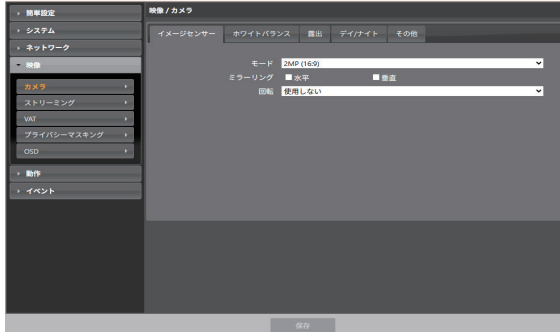 簡単設定
システム
ネットワーク
映像
カメラ
ストリーミング
VAT
プライバシーマスキング
OSD
動作
イベント
映像 / カメラ
イメージセンサー ホワイトバランス 露出 デイ/ナイト その他
モード 2MP (16:9)
ミラーリング 水平 垂直
回転 使用しない
保存